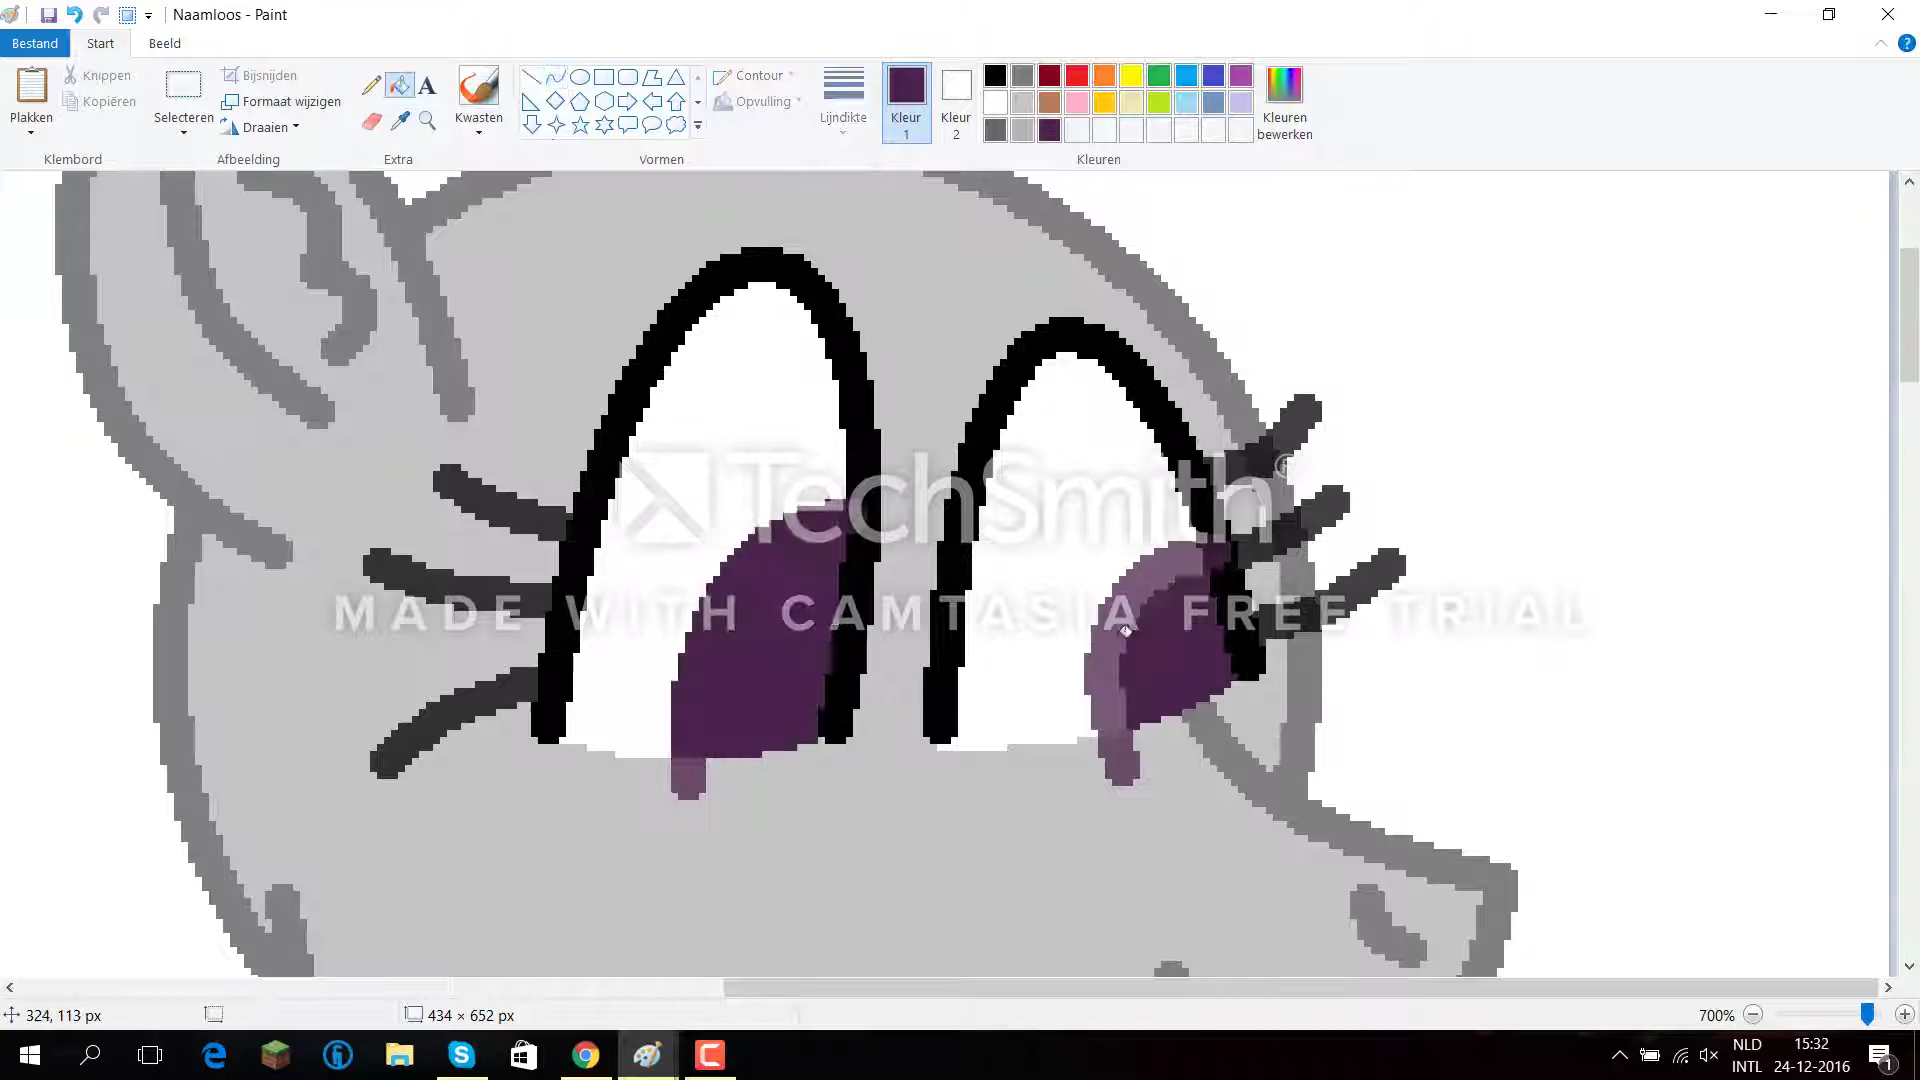 Naamloos - Paint
Bestand Start Beeld
Plakken
Knippen
Kopiëren
Selecteren
Bijsnijden
Formaat wijzigen
Draaien
A
Kwasten
Contour
Opvulling
Lijndikte
Kleur 1
Kleur 2
Kleuren bewerken
Klembord Afbeelding Extra Vormen Kleuren
TechSmith®
MADE WITH CAMTASIA FREE TRIAL
324, 113 px 434 × 652 px 700%
NLD 15:32
INTL 24-12-2016 1